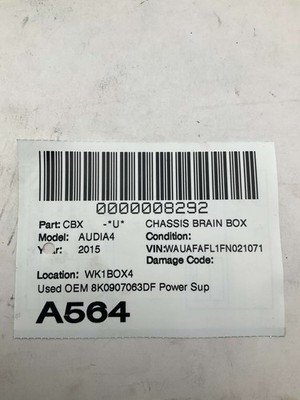 0000008292
Part: CBX -*U* CHASSIS BRAIN BOX
Model: AUDIA4 Condition:
Year: 2015 VIN:WAUAFAFL1FN021071
Damage Code:
Location: WK1BOX4
Used OEM 8K0907063DF Power Sup
A564